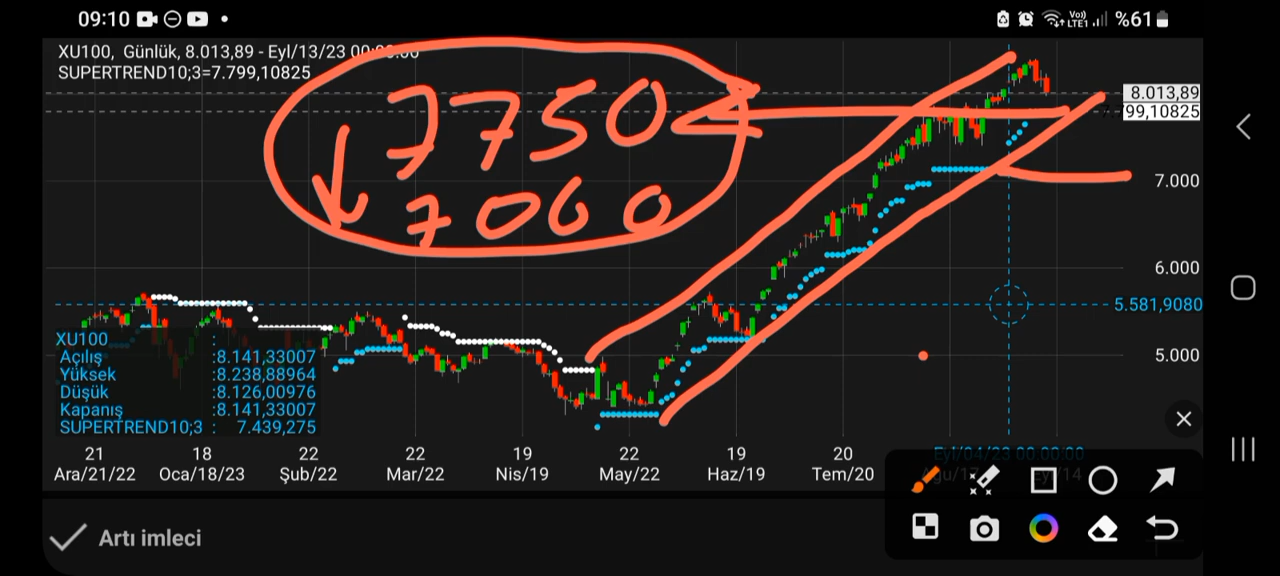 09:10
Vo)) LTE1 %61
XU100, Günlük, 8.013,89 - Eyl/13/23 00:00:00
SUPERTREND10;3=7.799,10825
7750
7000
8.013,89
99,10825
7.000
6.000
5.581,9080
5.000
XU100 :
Açılış :8.141,33007
Yüksek :8.238,88964
Düşük :8.126,00976
Kapanış :8.141,33007
SUPERTREND10;3 : 7.439,275
21 18 22 22 19 22 19 20
Ara/21/22 Oca/18/23 Şub/22 Mar/22 Nis/19 May/22 Haz/19 Tem/20
Eyl/04/23 00:00:00
Artı imleci